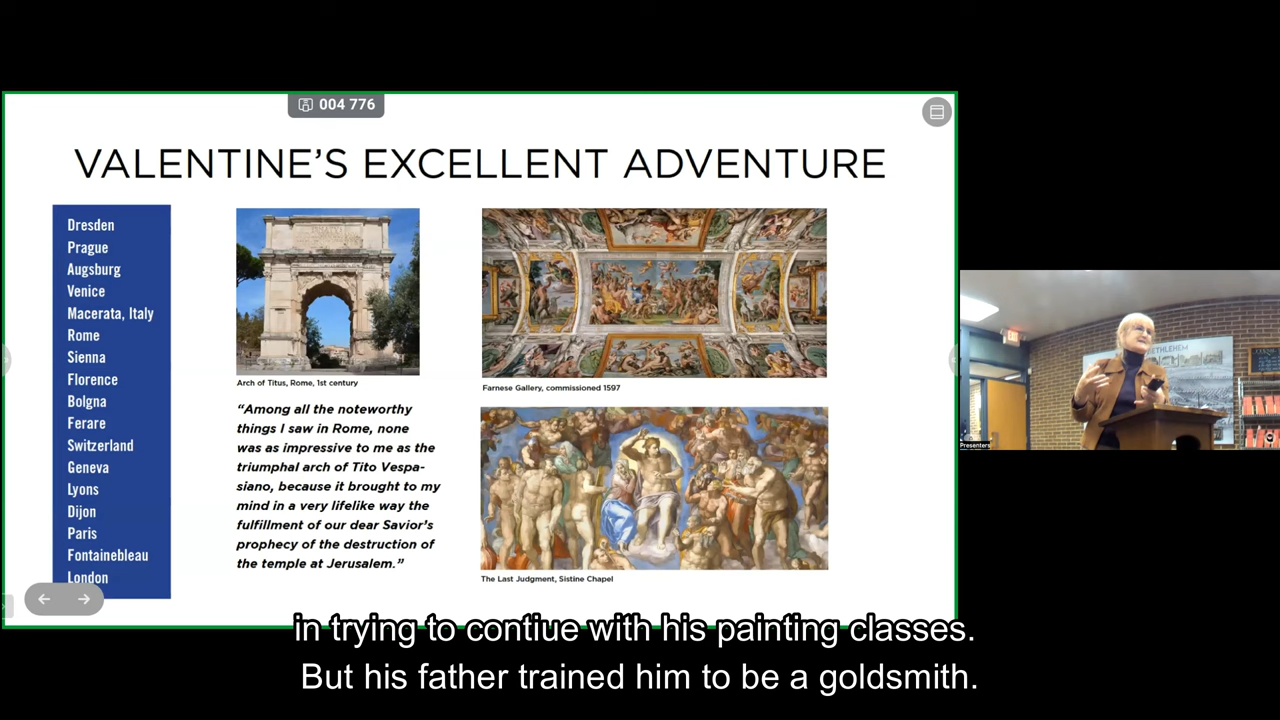 004 776
VALENTINE'S EXCELLENT ADVENTURE
Dresden
Prague
Augsburg
Venice
Macerata, Italy
Rome
Sienna
Florence
Bolgna
Ferare
Switzerland
Geneva
Lyons
Dijon
Paris
Fontainebleau
London
Arch of Titus, Rome, 1st century
“Among all the noteworthy
things I saw in Rome, none
was as impressive to me as the
triumphal arch of Tito Vespa-
siano, because it brought to my
mind in a very lifelike way the
fulfillment of our dear Savior’s
prophecy of the destruction of
the temple at Jerusalem.”
Farnese Gallery, commissioned 1597
The Last Judgment, Sistine Chapel
EXIT
BETHLEHEM
Presenters
in trying to contiue with his painting classes.
But his father trained him to be a goldsmith.